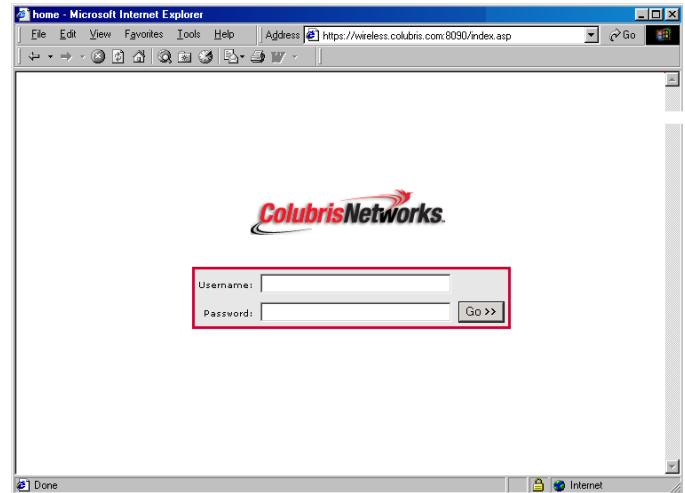 home - Microsoft Internet Explorer
File Edit View Favorites Tools Help Address https://wireless.colubris.com:8090/index.asp Go
ColubrisNetworks.
Username:
Password: Go >>
Done Internet